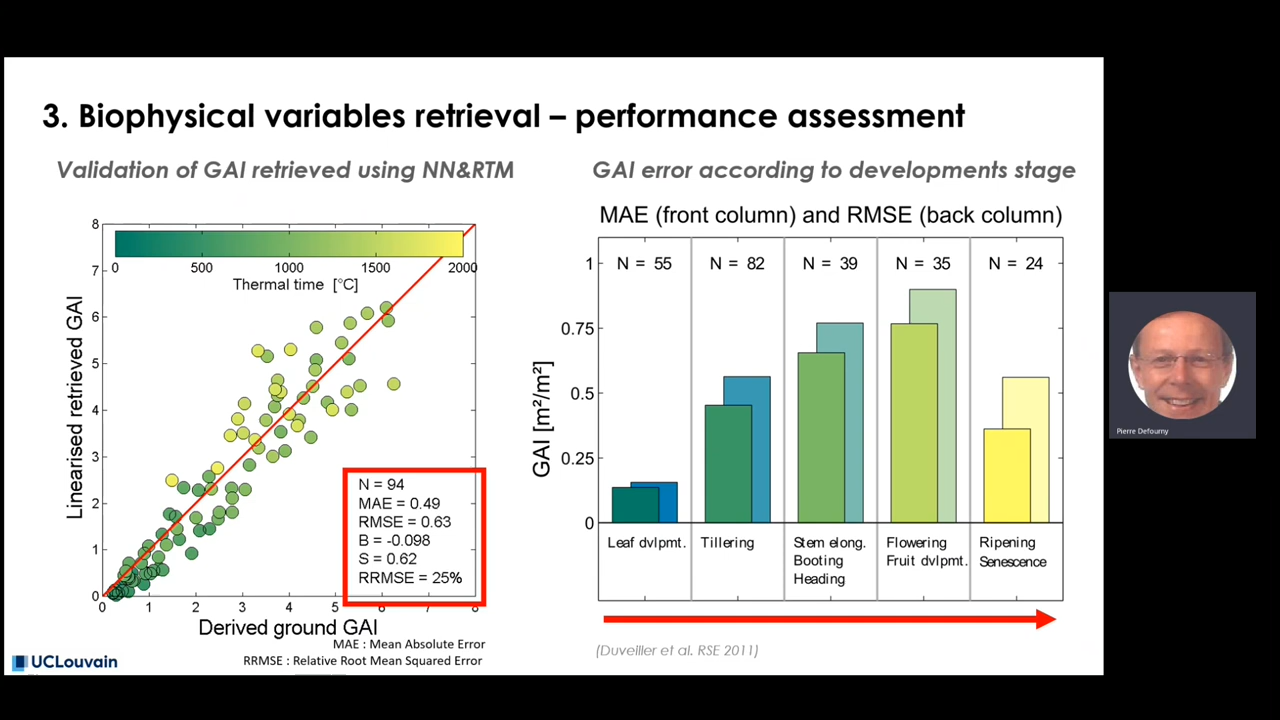 3. Biophysical variables retrieval – performance assessment
Validation of GAI retrieved using NN&RTM
GAI error according to developments stage
8
7
6
5
4
3
2
1
0
Linearised retrieved GAI
0 500 1000 1500 2000
Thermal time [°C]
N = 94
MAE = 0.49
RMSE = 0.63
B = -0.098
S = 0.62
RRMSE = 25%
0 1 2 3 4 5 6 7 8
Derived ground GAI
MAE : Mean Absolute Error
RRMSE : Relative Root Mean Squared Error
UCLouvain
MAE (front column) and RMSE (back column)
GAI [m²/m²]
1
0.75
0.5
0.25
0
N = 55 N = 82 N = 39 N = 35 N = 24
Leaf dvlpmt.
Tillering
Stem elong.
Booting
Heading
Flowering
Fruit dvlpmt.
Ripening
Senescence
(Duveiller et al. RSE 2011)
Pierre Defourny